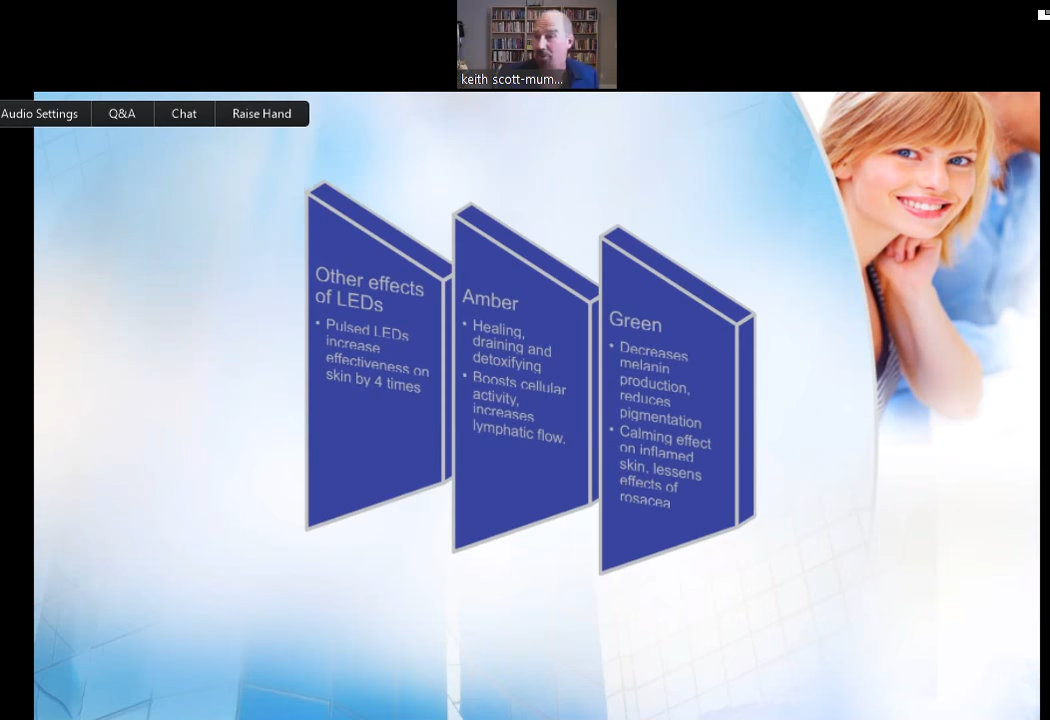 keith scott-mum...
Audio Settings
Q&A
Chat
Raise Hand
Other effects
of LEDs
• Pulsed LEDs
increase
effectiveness on
skin by 4 times
Amber
• Healing,
draining and
detoxifying
• Boosts cellular
activity,
increases
lymphatic flow.
Green
• Decreases
melanin
production,
reduces
pigmentation
• Calming effect
on inflamed
skin, lessens
effects of
rosacea